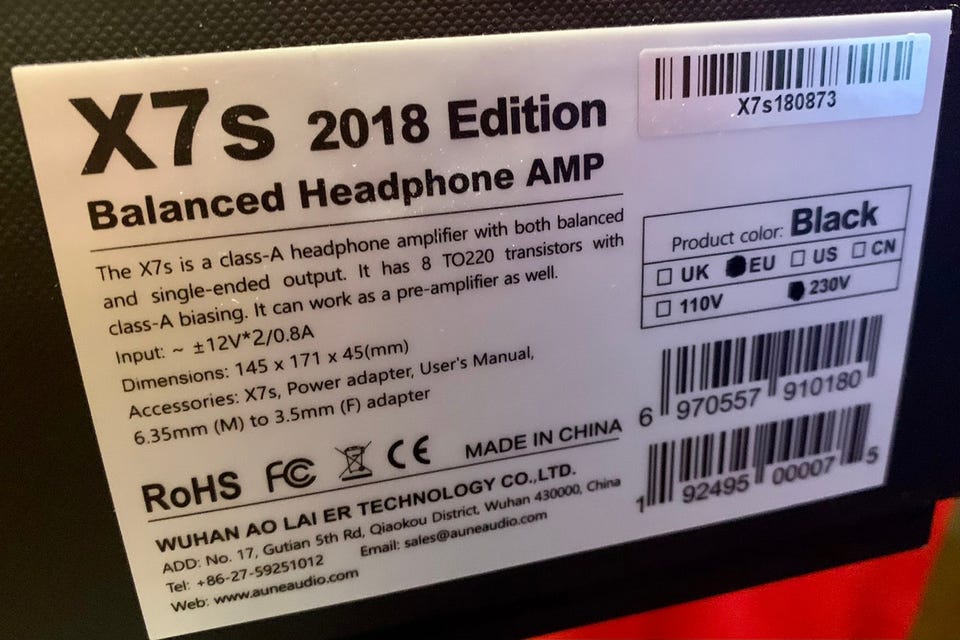 X7s 2018 Edition
Balanced Headphone AMP
The X7s is a class-A headphone amplifier with both balanced
and single-ended output. It has 8 TO220 transistors with
class-A biasing. It can work as a pre-amplifier as well.
Input: ~ ±12V*2/0.8A
Dimensions: 145 x 171 x 45(mm)
Accessories: X7s, Power adapter, User's Manual,
6.35mm (M) to 3.5mm (F) adapter
RoHS FC CE MADE IN CHINA
WUHAN AO LAI ER TECHNOLOGY CO.,LTD.
ADD: No. 17, Gutian 5th Rd, Qiaokou District, Wuhan 430000, China
Tel: +86-27-59251012 Email: sales@auneaudio.com
Web: www.auneaudio.com
X7s180873
Product color: Black
UK EU US CN
110V 230V
6 970557 910180
1 92495 00007 5